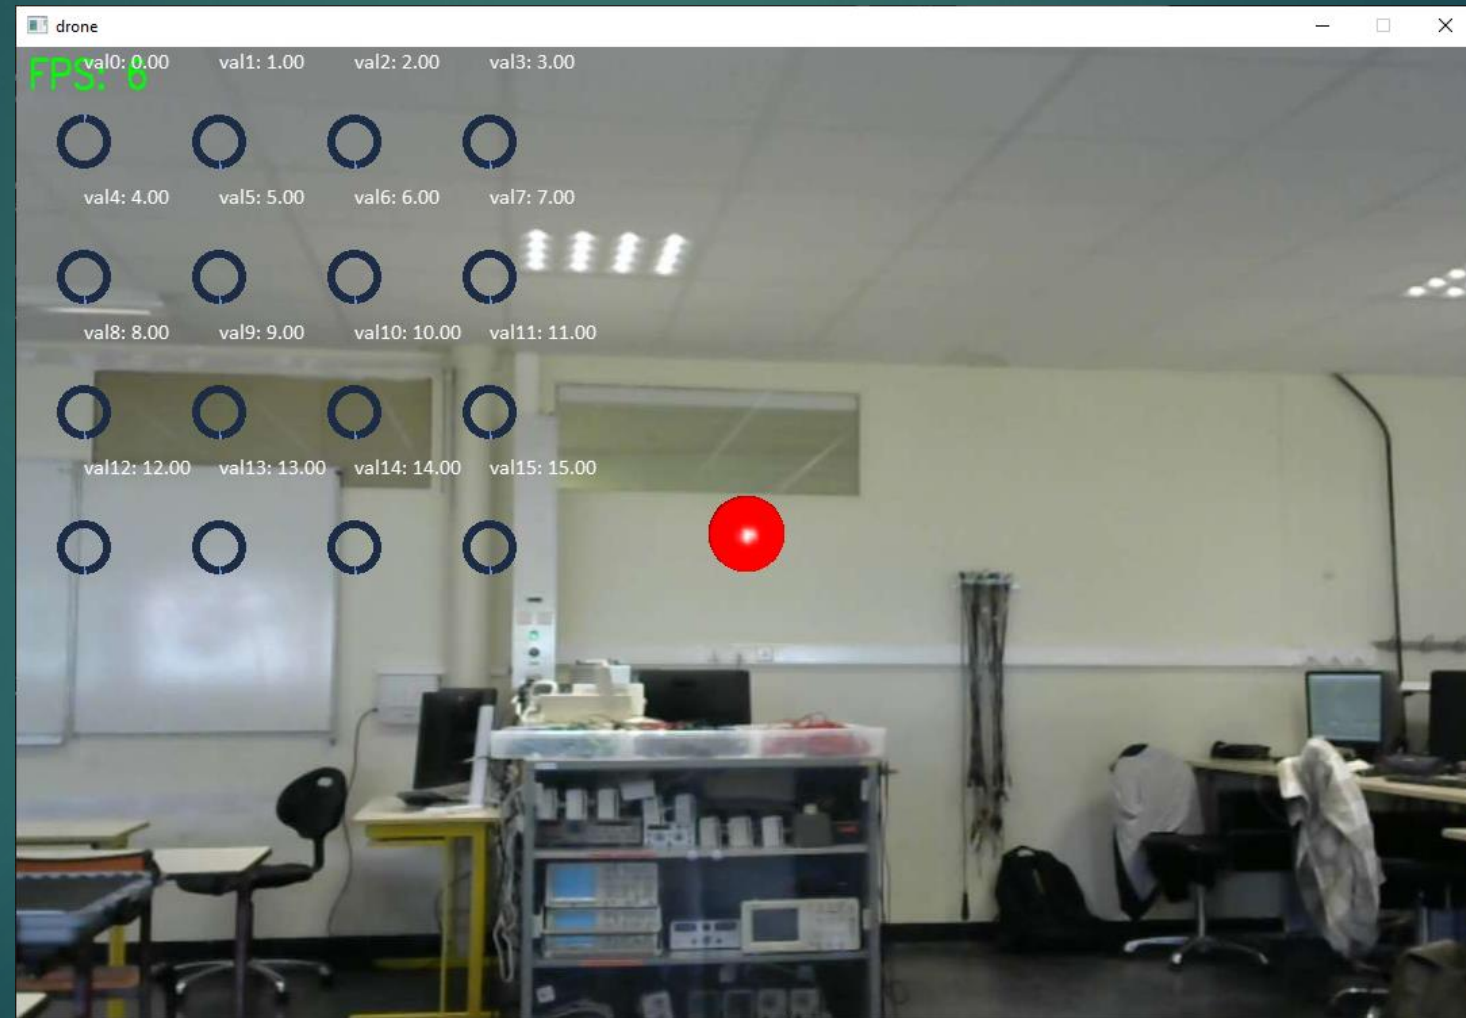 drone
FPS: 6
val0: 0.00 val1: 1.00 val2: 2.00 val3: 3.00
val4: 4.00 val5: 5.00 val6: 6.00 val7: 7.00
val8: 8.00 val9: 9.00 val10: 10.00 val11: 11.00
val12: 12.00 val13: 13.00 val14: 14.00 val15: 15.00